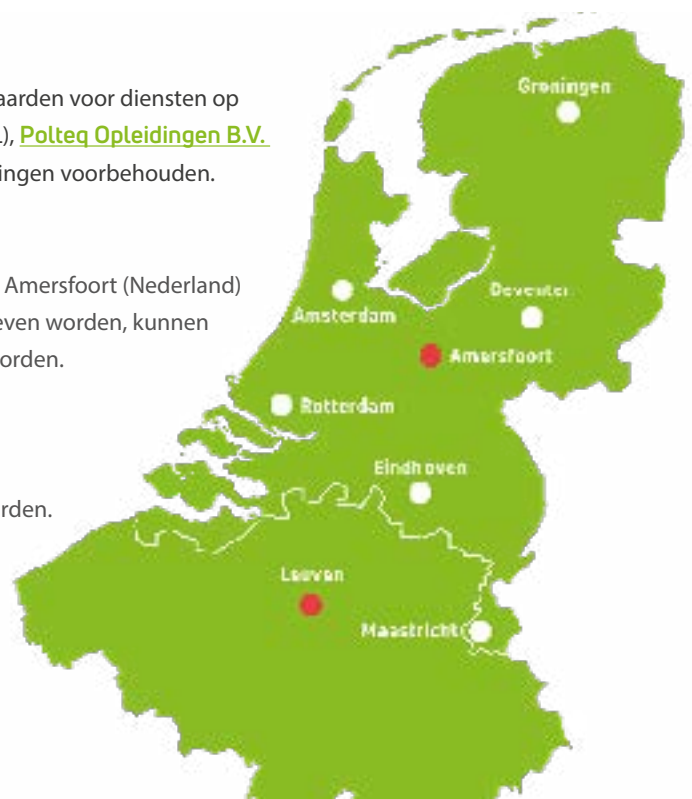 aarden voor diensten op
), Polteq Opleidingen B.V.
ingen voorbehouden.
Amersfoort (Nederland)
even worden, kunnen
orden.
rden.
Groningen
Deventer
Amsterdam
Amersfoort
Rotterdam
Eindhoven
Leuven
Maastricht